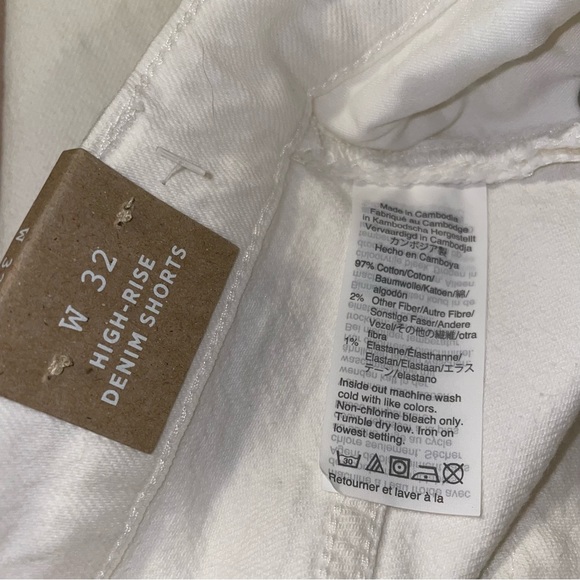 W 32
HIGH-RISE
DENIM SHORTS
W 3
Made in Cambodia
Fabriqué au Cambodge
in Kambodscha Hergestellt
Vervaardigd in Cambodja
カンボジア製
Hecho en Camboya
97% Cotton/Coton/
Baumwolle/Katoen/綿/
algodón
2% Other Fiber/Autre Fibre/
Sonstige Faser/Andere
Vezel/その他の繊維/otra
fibra
1% Elastane/Élasthanne/
Elastan/Elastaan/エラス
テーン/elastano
Inside out machine wash
cold with like colors.
Non-chlorine bleach only.
Tumble dry low. Iron on
lowest setting.
30
Retourner et laver à la